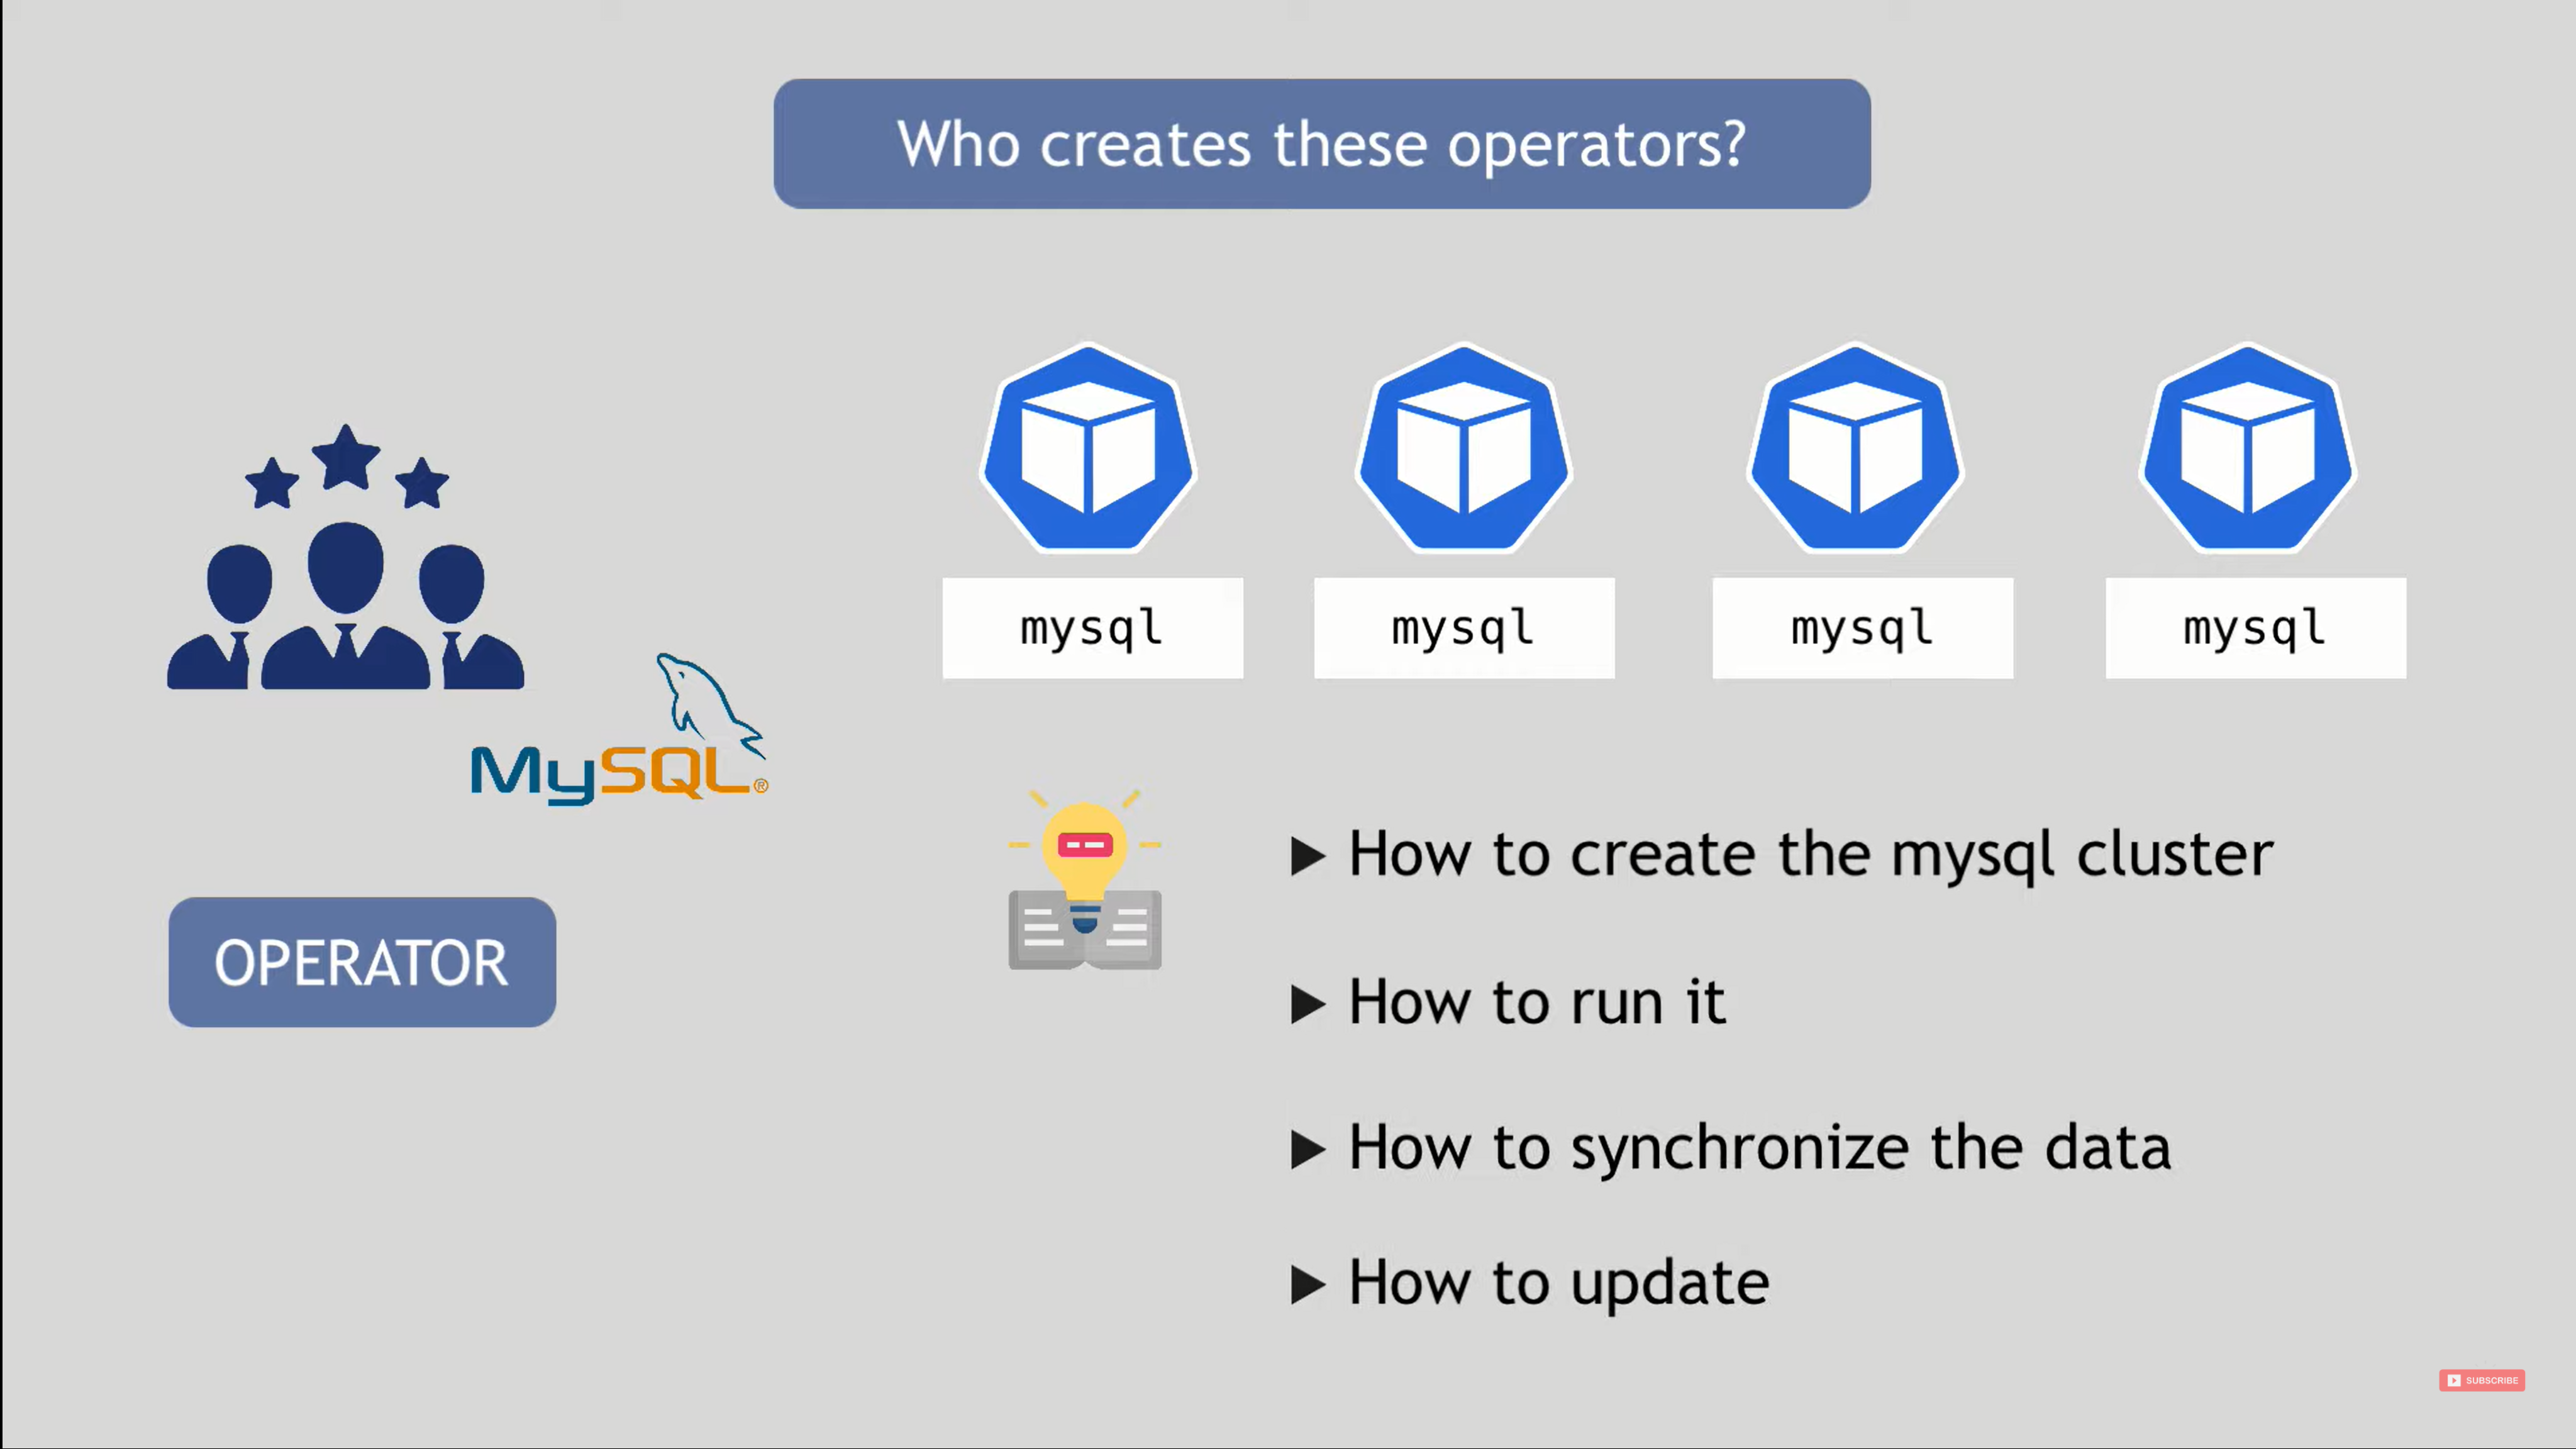 Who creates these operators?
mysql
mysql
mysql
mysql
MySQL®
OPERATOR
▶ How to create the mysql cluster
▶ How to run it
▶ How to synchronize the data
▶ How to update
SUBSCRIBE